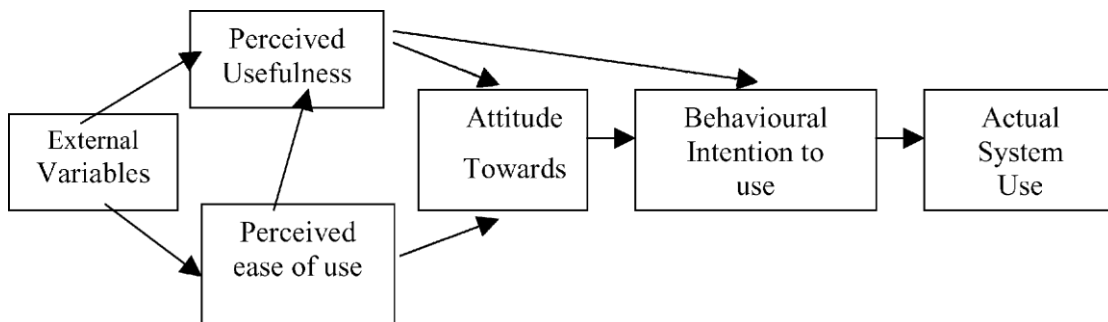 Perceived
Usefulness
External
Variables
Perceived
ease of use
Attitude
Towards
Behavioural
Intention to
use
Actual
System
Use